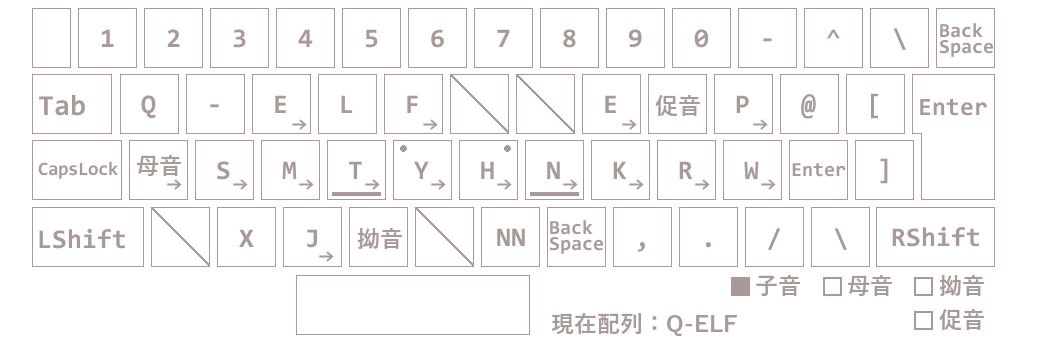 1 2 3 4 5 6 7 8 9 0 - ^ \ Back Space
Tab Q - E→ L F→ E→ 促音 P→ @ [ Enter
CapsLock 母音→ S→ M→ T→ Y→ H→ N→ K→ R→ W→ Enter ]
LShift X J→ 拗音 NN Back Space , . / \ RShift
■子音 □母音 □拗音
□促音
現在配列：Q-ELF